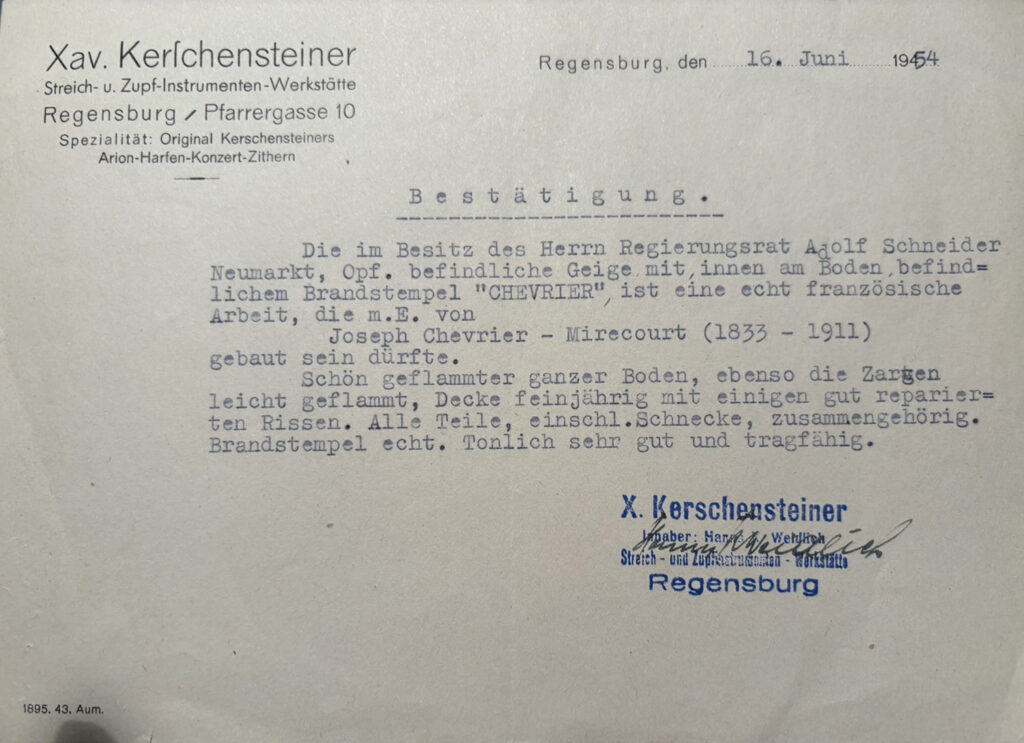 Xav. Kerſchensteiner
Streich- u. Zupf-Instrumenten-Werkstätte
Regensburg / Pfarrergasse 10
Spezialität: Original Kerschensteiners
Arion-Harfen-Konzert-Zithern
Regensburg, den 16. Juni 1954
Bestätigung.
Die im Besitz des Herrn Regierungsrat Adolf Schneider
Neumarkt, Opf. befindliche Geige mit, innen am Boden, befind=
lichem Brandstempel "CHEVRIER", ist eine echt französische
Arbeit, die m.E. von
Joseph Chevrier - Mirecourt (1833 - 1911)
gebaut sein dürfte.
Schön geflammter ganzer Boden, ebenso die Zargen
leicht geflammt, Decke feinjährig mit einigen gut reparier=
ten Rissen. Alle Teile, einschl.Schnecke, zusammengehörig.
Brandstempel echt. Tonlich sehr gut und tragfähig.
X. Kerschensteiner
Inhaber: Wehlich
Streich- und Zupfinstrumenten - Werkstätte
Regensburg
1895. 43. Aum.